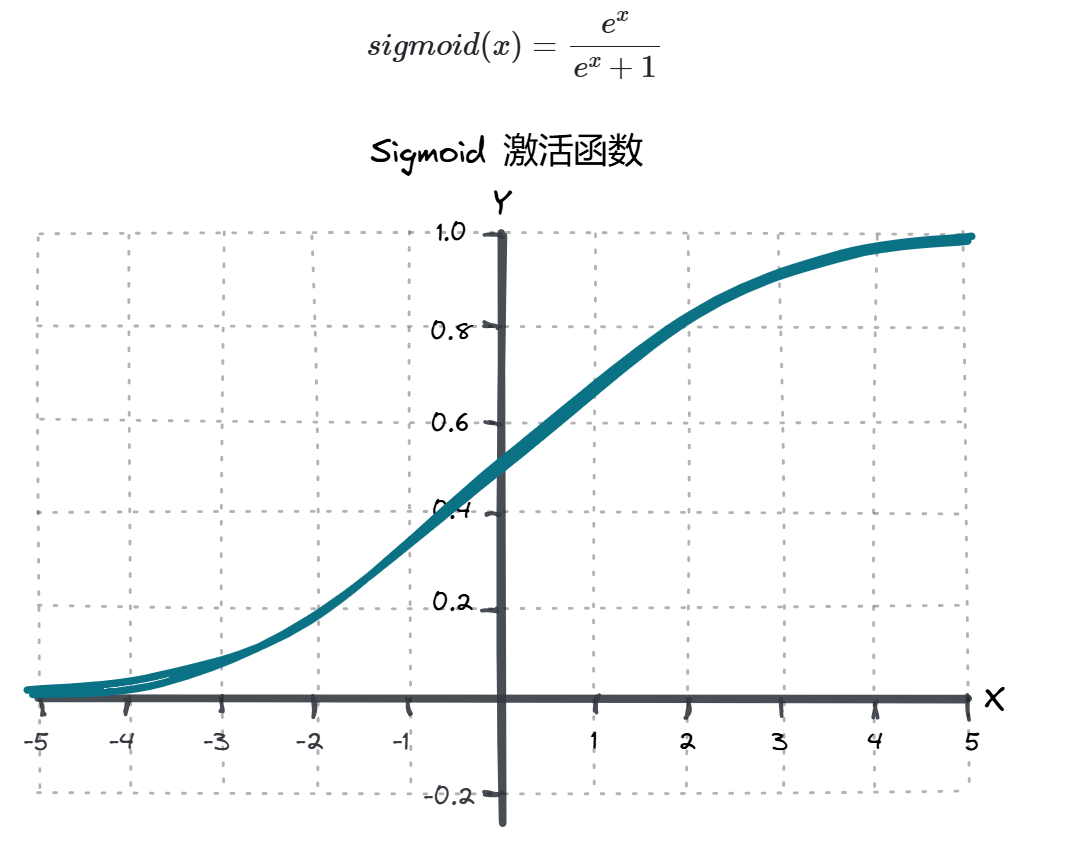 sigmoid(x) = e^x / (e^x + 1)
Sigmoid 激活函数
Y
1.0
0.8
0.6
0.4
0.2
X
-5 -4 -3 -2 -1 1 2 3 4 5
-0.2